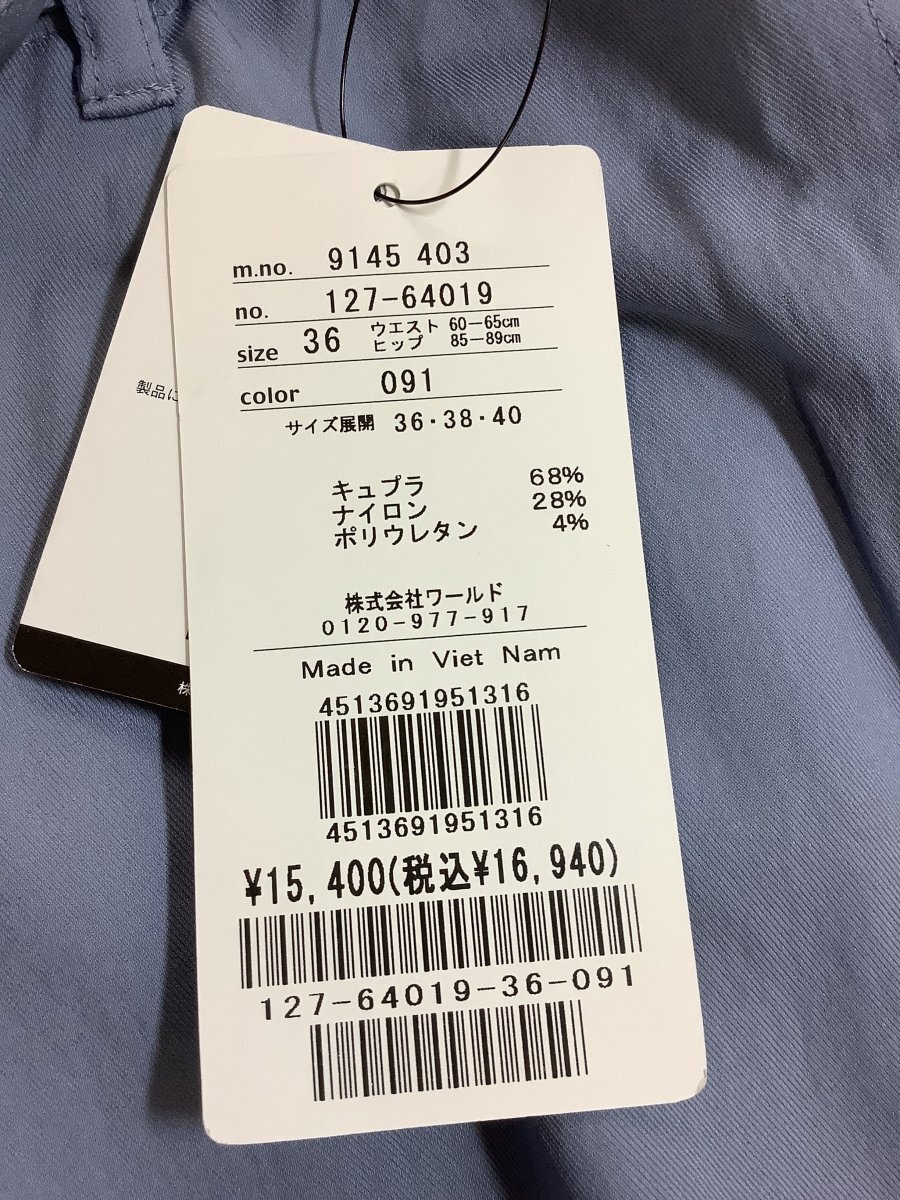 m.no. 9145 403
no. 127-64019
size 36 ウエスト 60-65cm
ヒップ 85-89cm
color 091
サイズ展開 36・38・40
キュプラ 68%
ナイロン 28%
ポリウレタン 4%
株式会社ワールド
0120-977-917
Made in Viet Nam
4513691951316
4513691951316
¥15,400(税込¥16,940)
127-64019-36-091
製品に
株